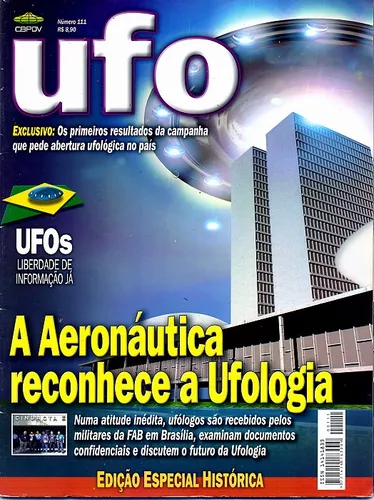 CBPDV
Número 111
R$ 8,90
ufo
EXCLUSIVO: Os primeiros resultados da campanha
que pede abertura ufológica no país
UFOs
LIBERDADE DE
INFORMAÇÃO JÁ
A Aeronáutica
reconhece a Ufologia
CINDACTA I
Numa atitude inédita, ufólogos são recebidos pelos
militares da FAB em Brasília, examinam documentos
confidenciais e discutem o futuro da Ufologia
EDIÇÃO ESPECIAL HISTÓRICA